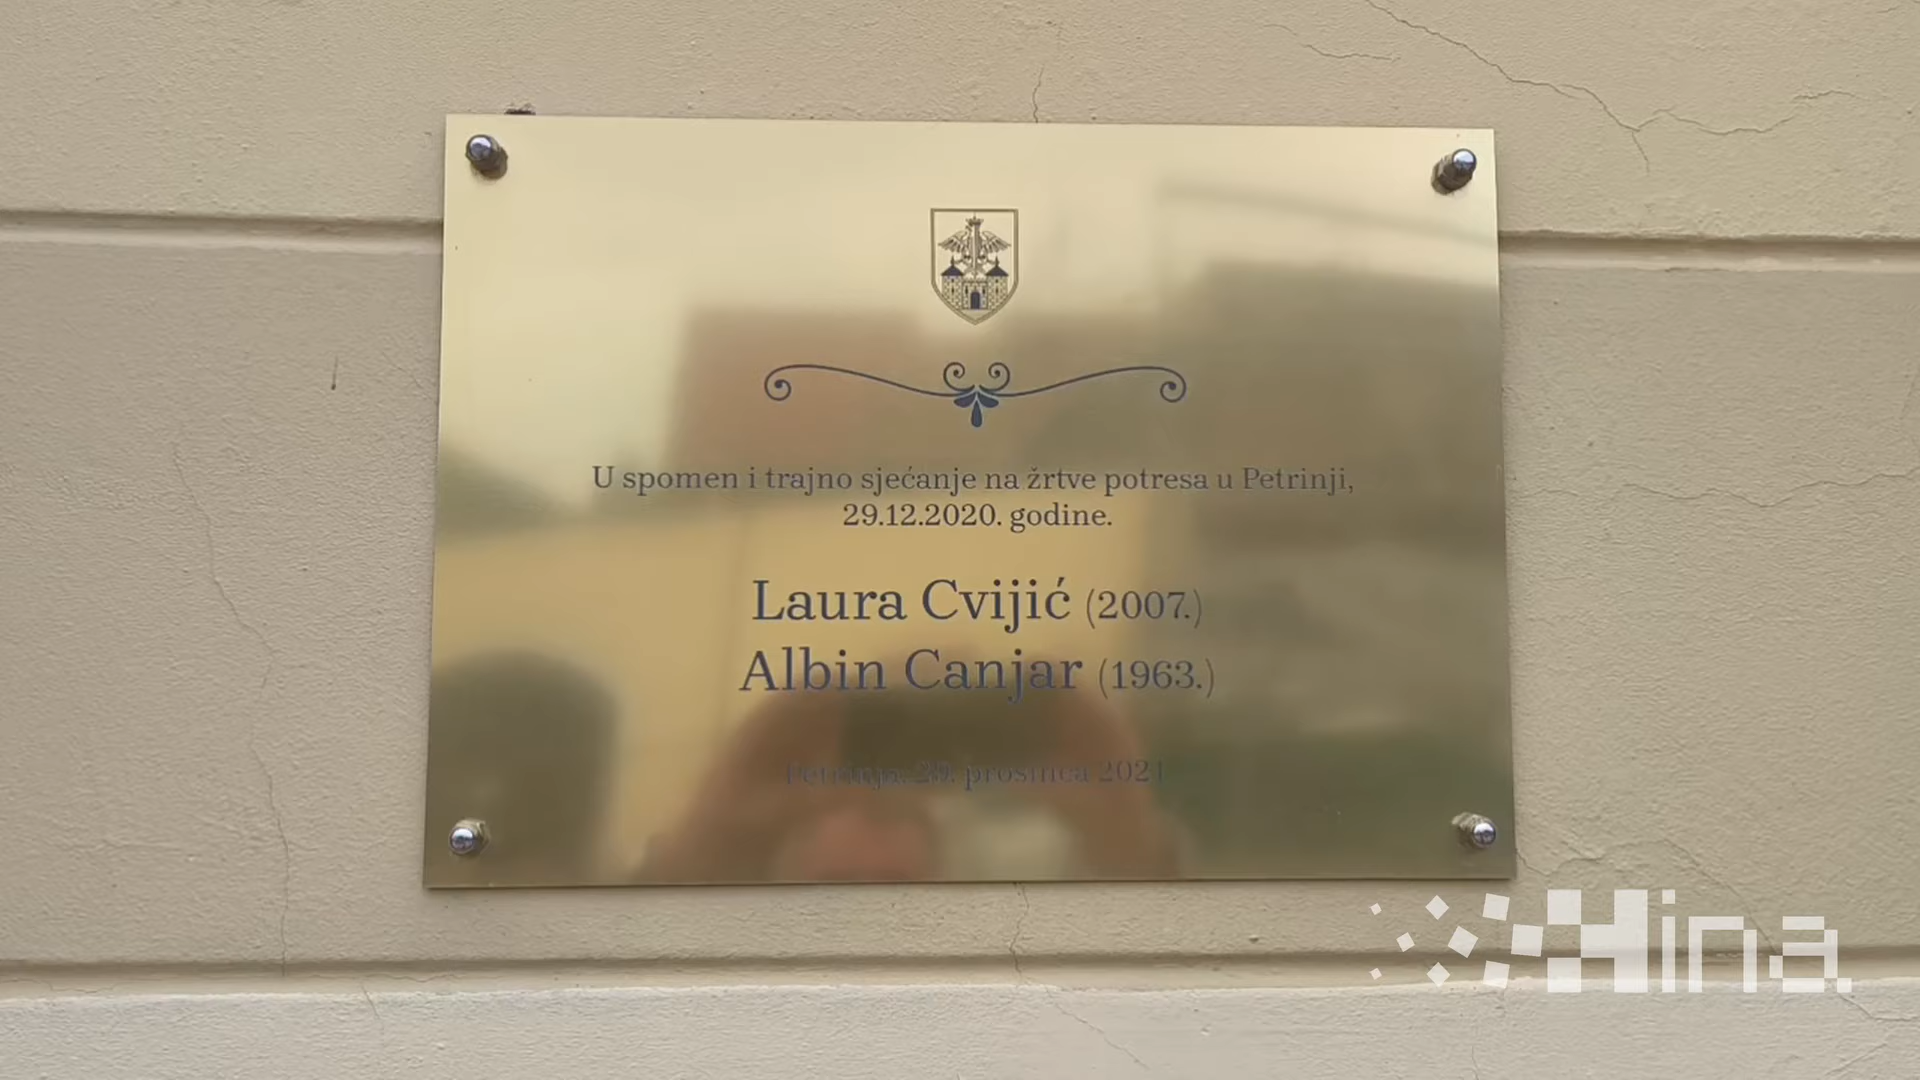 U spomen i trajno sjećanje na žrtve potresa u Petrinji,
29.12.2020. godine.
Laura Cvijić (2007.)
Albin Canjar (1963.)
Petrinja, 29. prosinca 2021
Hina.